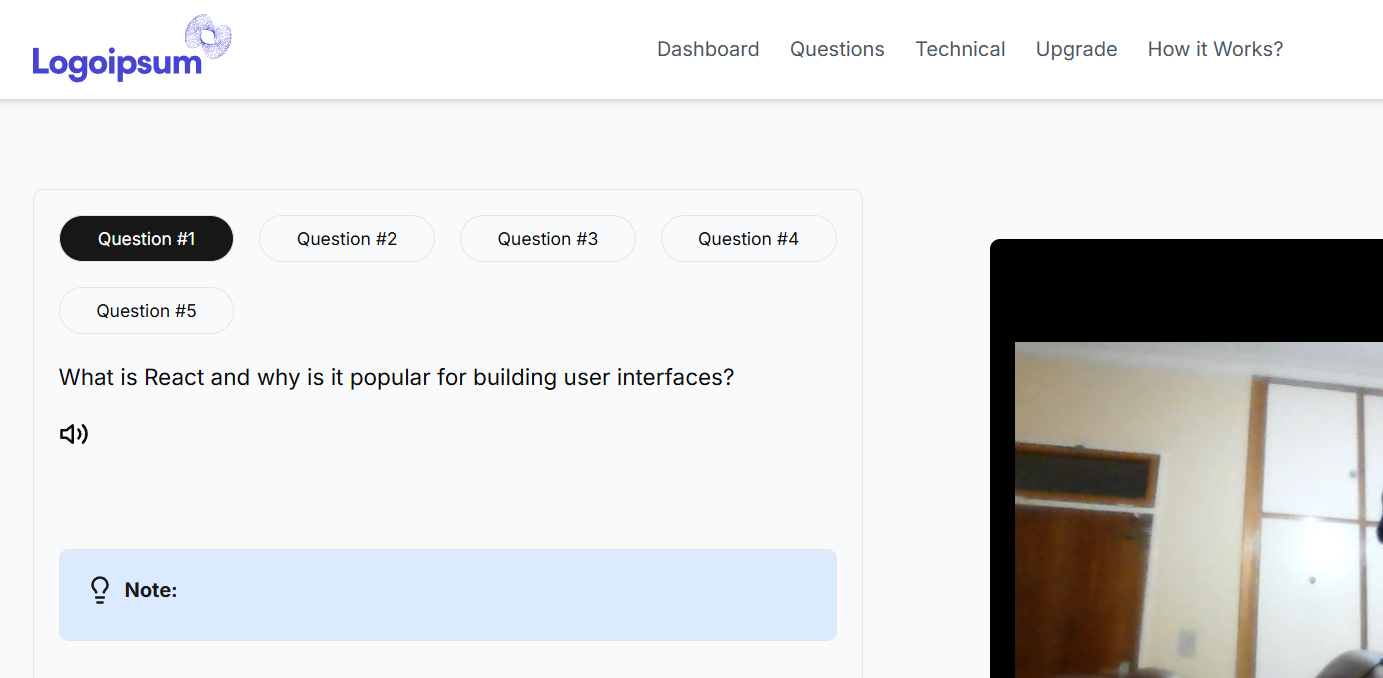 Logoipsum
Dashboard Questions Technical Upgrade How it Works?
Question #1 Question #2 Question #3 Question #4
Question #5
What is React and why is it popular for building user interfaces?
Note: